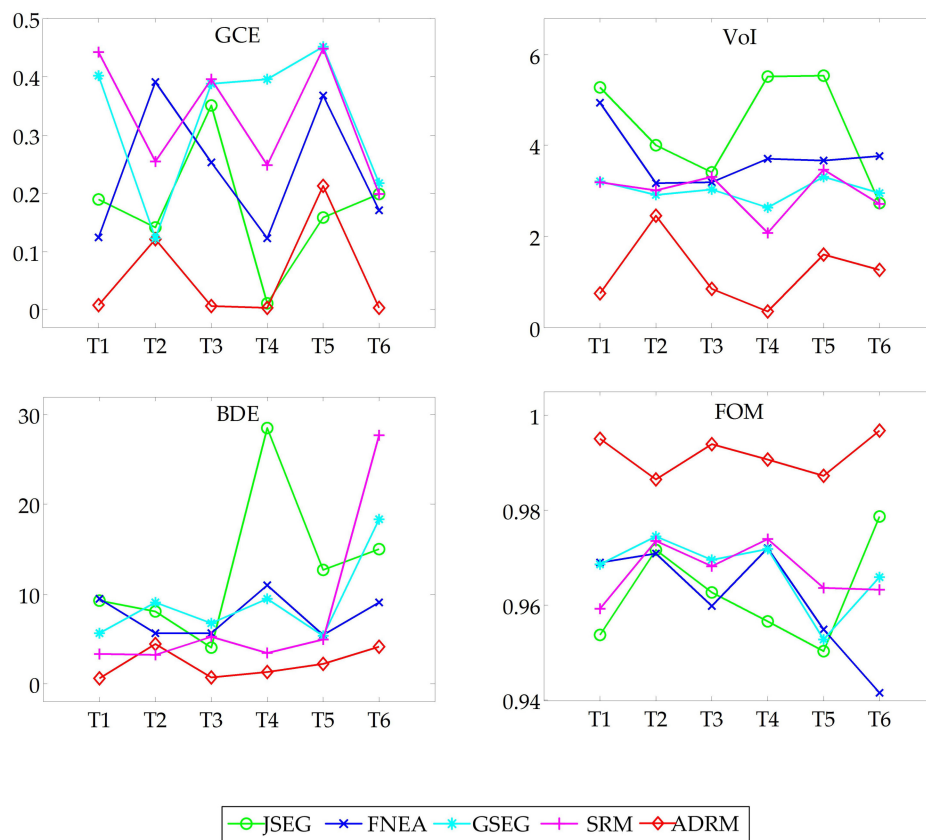 GCE
0.5
0.4
0.3
0.2
0.1
0
T1 T2 T3 T4 T5 T6
VoI
6
4
2
0
T1 T2 T3 T4 T5 T6
BDE
30
20
10
0
T1 T2 T3 T4 T5 T6
FOM
1
0.98
0.96
0.94
T1 T2 T3 T4 T5 T6
JSEG FNEA GSEG SRM ADRM